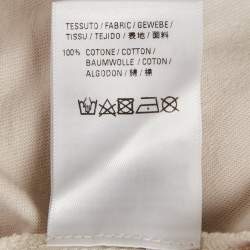 TESSUTO / FABRIC / GEWEBE /
TISSU / TEJIDO / 表地 / 面料
100% COTONE / COTTON /
BAUMWOLLE / COTON /
ALGODON / 綿 / 棉